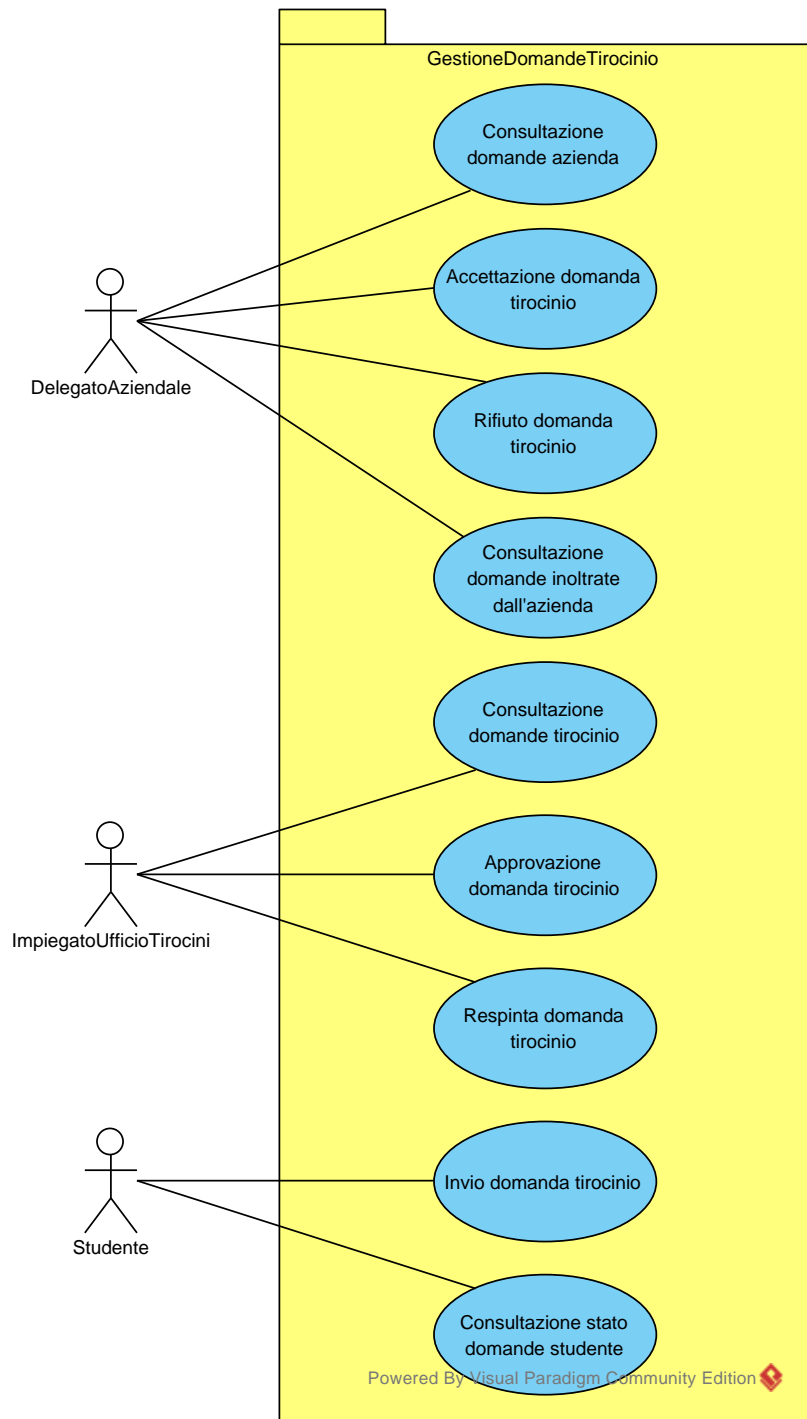 GestioneDomandeTirocinio
Consultazione
domande azienda
Accettazione domanda
tirocinio
DelegatoAziendale
Rifiuto domanda
tirocinio
Consultazione
domande inoltrate
dall'azienda
Consultazione
domande tirocinio
Approvazione
domanda tirocinio
ImpiegatoUfficioTirocini
Respinta domanda
tirocinio
Invio domanda tirocinio
Studente
Consultazione stato
domande studente
Powered By Visual Paradigm Community Edition